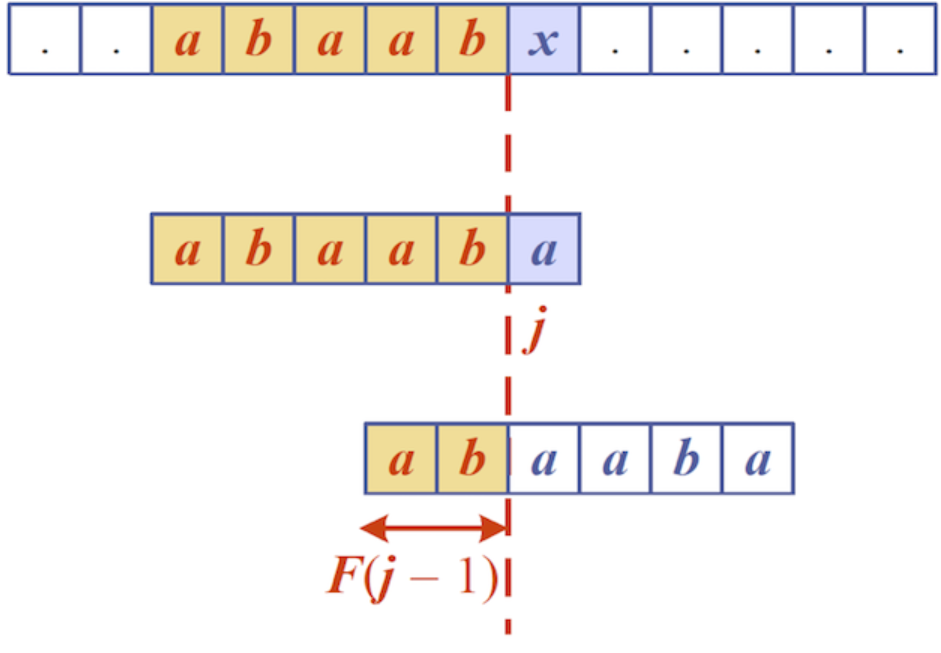 . . a b a a b x . . . . .
a b a a b a
j
a b a a b a
F(j – 1)